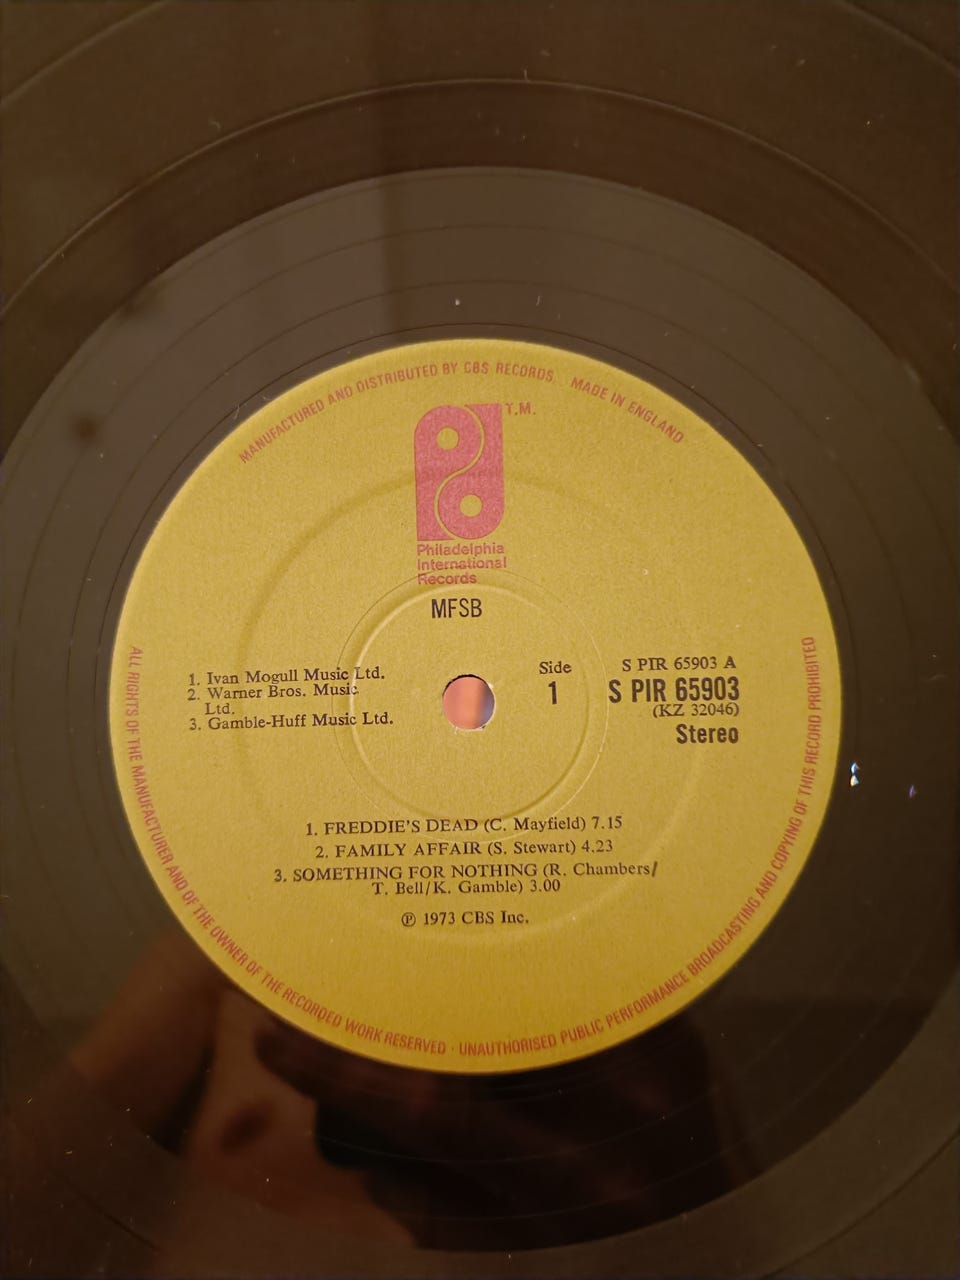 MANUFACTURED AND DISTRIBUTED BY CBS RECORDS. MADE IN ENGLAND
T.M.
Philadelphia
International
Records
MFSB
1. Ivan Mogull Music Ltd.
2. Warner Bros. Music
Ltd.
3. Gamble-Huff Music Ltd.
Side
1
S PIR 65903 A
S PIR 65903
(KZ 32046)
Stereo
1. FREDDIE'S DEAD (C. Mayfield) 7.15
2. FAMILY AFFAIR (S. Stewart) 4.23
3. SOMETHING FOR NOTHING (R. Chambers/
T. Bell/K. Gamble) 3.00
℗ 1973 CBS Inc.
ALL RIGHTS OF THE MANUFACTURER AND OF THE OWNER OF THE RECORDED WORK RESERVED · UNAUTHORISED PUBLIC PERFORMANCE BROADCASTING AND COPYING OF THIS RECORD PROHIBITED